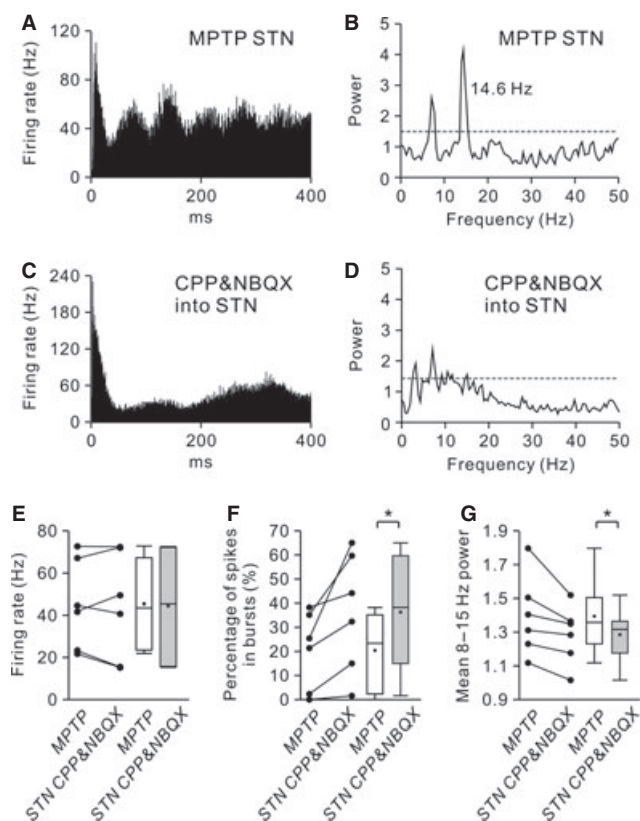 A
MPTP STN
Firing rate (Hz)
120
80
40
0
0
200
400
ms
B
MPTP STN
Power
5
4
3
2
1
0
14.6 Hz
0
10
20
30
40
50
Frequency (Hz)
C
CPP&NBQX
into STN
Firing rate (Hz)
240
180
120
60
0
0
200
400
ms
D
CPP&NBQX
into STN
Power
5
4
3
2
1
0
0
10
20
30
40
50
Frequency (Hz)
E
Firing rate (Hz)
80
60
40
20
0
MPTP
STN CPP&NBQX
MPTP
STN CPP&NBQX
F
Percentage of spikes
in bursts (%)
70
60
50
40
30
20
10
0
*
MPTP
STN CPP&NBQX
MPTP
STN CPP&NBQX
G
Mean 8–15 Hz power
1.9
1.7
1.5
1.3
1.1
0.9
*
MPTP
STN CPP&NBQX
MPTP
STN CPP&NBQX